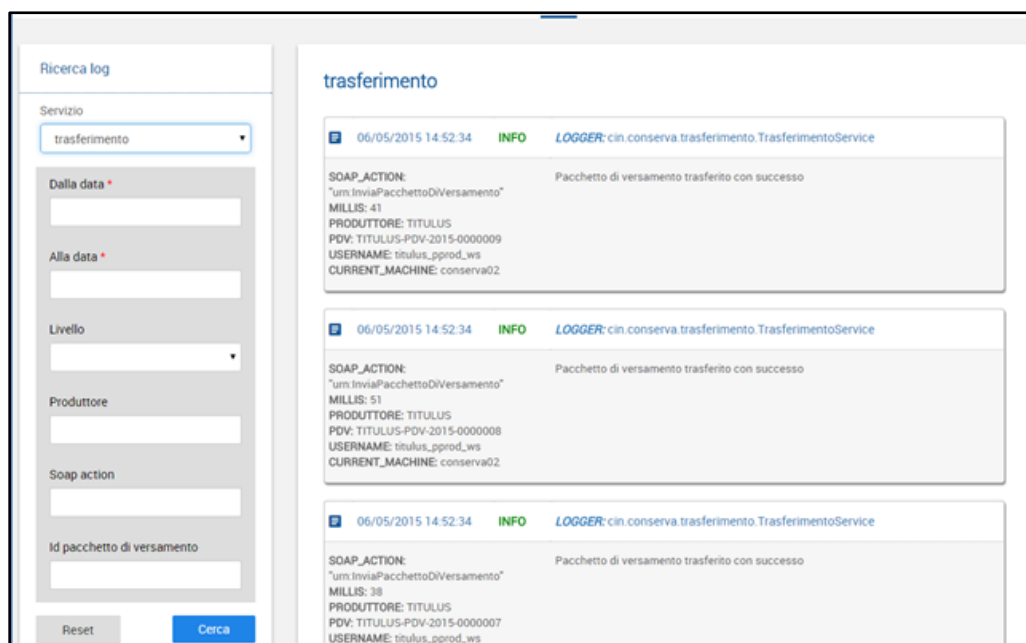 Ricerca log
Servizio
trasferimento
Dalla data *
Alla data *
Livello
Produttore
Soap action
Id pacchetto di versamento
Reset
Cerca
trasferimento
06/05/2015 14:52:34 INFO LOGGER: cin.conserva.trasferimento.TrasferimentoService
SOAP_ACTION:
"urn:InviaPacchettoDiVersamento"
MILLIS: 41
PRODUTTORE: TITULUS
PDV: TITULUS-PDV-2015-0000009
USERNAME: titulus_pprod_ws
CURRENT_MACHINE: conserva02
Pacchetto di versamento trasferito con successo
06/05/2015 14:52:34 INFO LOGGER: cin.conserva.trasferimento.TrasferimentoService
SOAP_ACTION:
"urn:InviaPacchettoDiVersamento"
MILLIS: 51
PRODUTTORE: TITULUS
PDV: TITULUS-PDV-2015-0000008
USERNAME: titulus_pprod_ws
CURRENT_MACHINE: conserva02
Pacchetto di versamento trasferito con successo
06/05/2015 14:52:34 INFO LOGGER: cin.conserva.trasferimento.TrasferimentoService
SOAP_ACTION:
"urn:InviaPacchettoDiVersamento"
MILLIS: 38
PRODUTTORE: TITULUS
PDV: TITULUS-PDV-2015-0000007
USERNAME: titulus_pprod_ws
Pacchetto di versamento trasferito con successo